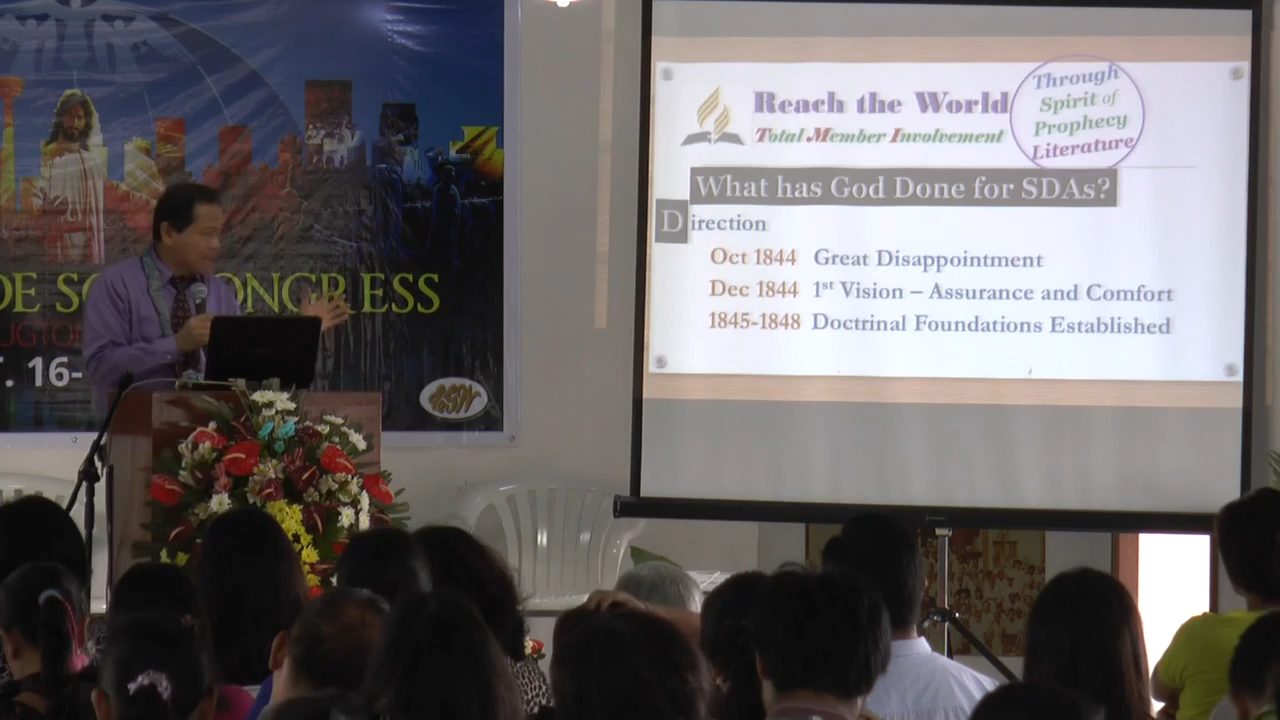 Reach the World
Total Member Involvement
Through
Spirit of
Prophecy
Literature
What has God Done for SDAs?
Direction
Oct 1844 Great Disappointment
Dec 1844 1st Vision – Assurance and Comfort
1845-1848 Doctrinal Foundations Established
CONGRESS
16-